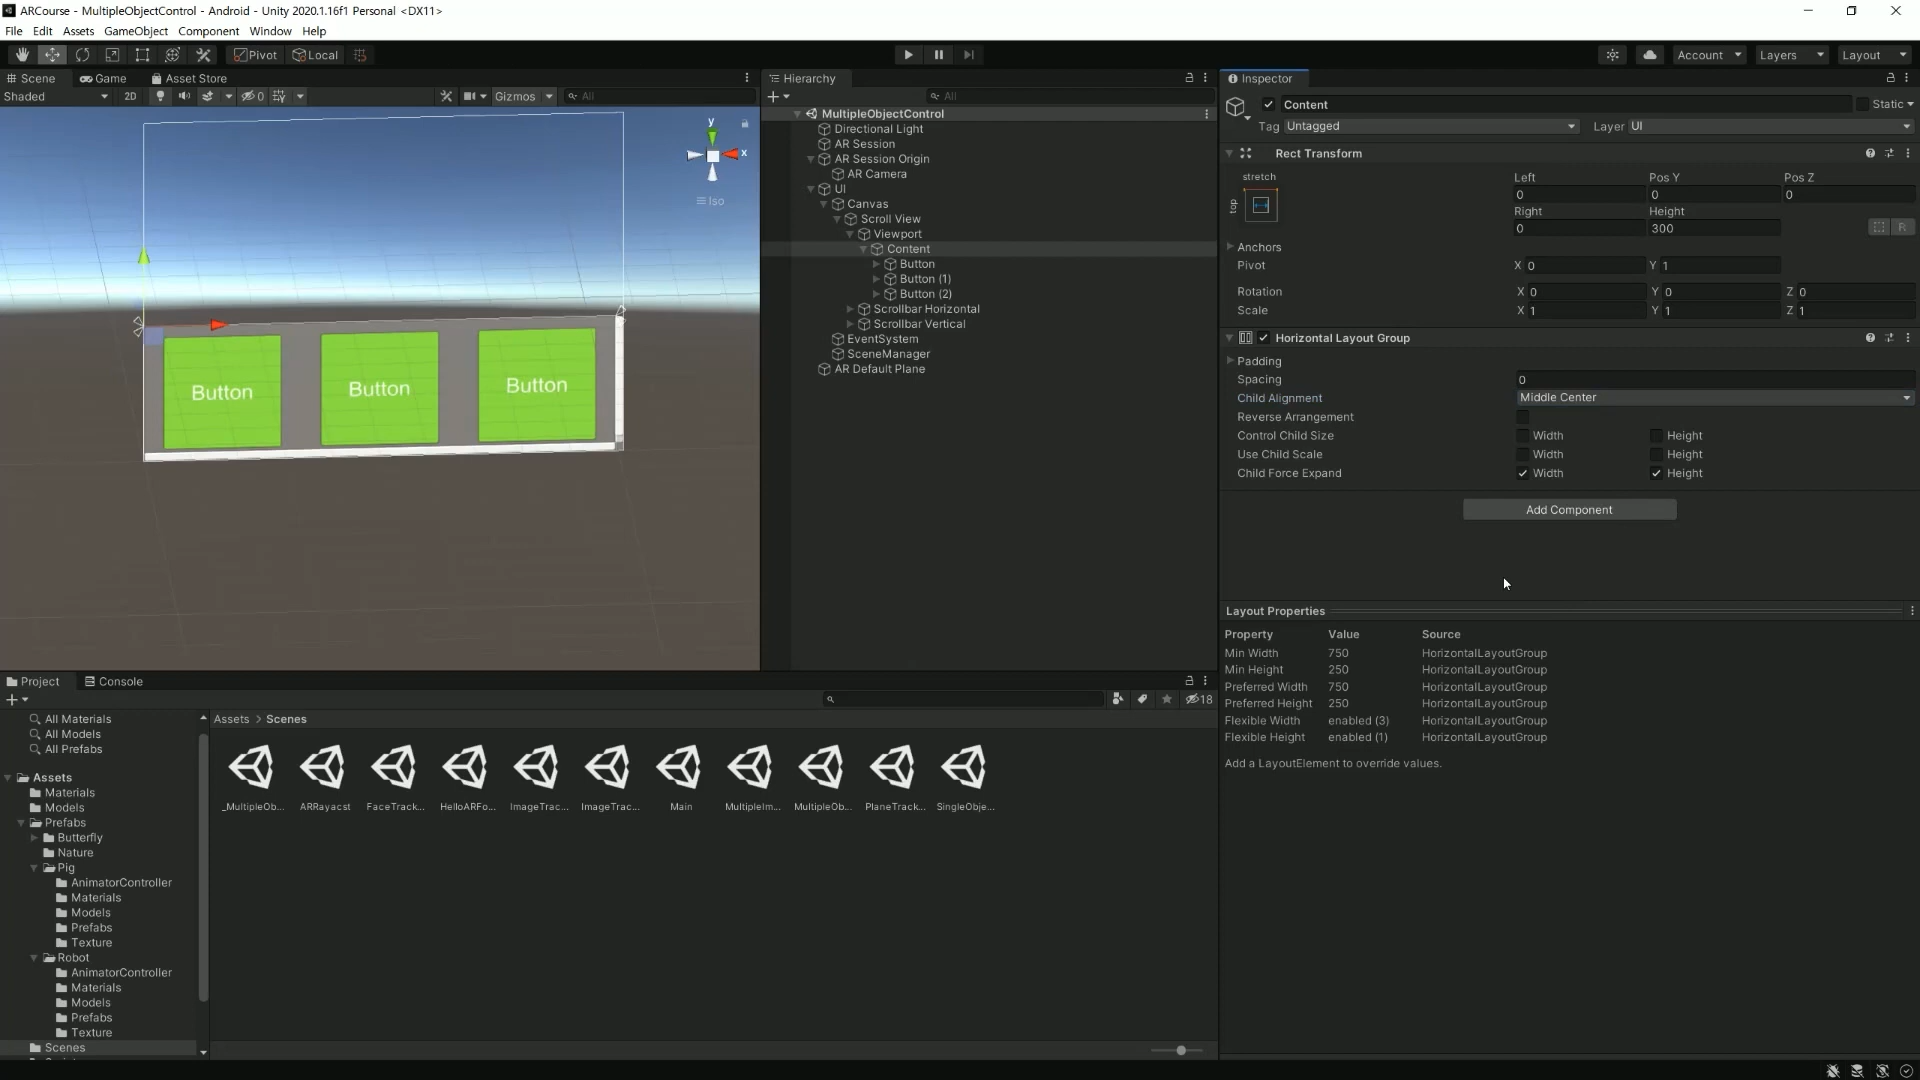 ARCourse - MultipleObjectControl - Android - Unity 2020.1.16f1 Personal <DX11>
File Edit Assets GameObject Component Window Help
Pivot Local Account Layers Layout
Scene Game Asset Store
Shaded 2D 0 Gizmos All
y
x
Iso
Button Button Button
Hierarchy
All
MultipleObjectControl
Directional Light
AR Session
AR Session Origin
AR Camera
UI
Canvas
Scroll View
Viewport
Content
Button
Button (1)
Button (2)
Scrollbar Horizontal
Scrollbar Vertical
EventSystem
SceneManager
AR Default Plane
Inspector
Content Static
Tag Untagged Layer UI
Rect Transform
stretch
top
Left Pos Y Pos Z
0 0 0
Right Height
0 300
R
Anchors
Pivot X 0 Y 1
Rotation X 0 Y 0 Z 0
Scale X 1 Y 1 Z 1
Horizontal Layout Group
Padding
Spacing 0
Child Alignment Middle Center
Reverse Arrangement
Control Child Size Width Height
Use Child Scale Width Height
Child Force Expand Width Height
Add Component
Layout Properties
Property Value Source
Min Width 750 HorizontalLayoutGroup
Min Height 250 HorizontalLayoutGroup
Preferred Width 750 HorizontalLayoutGroup
Preferred Height 250 HorizontalLayoutGroup
Flexible Width enabled (3) HorizontalLayoutGroup
Flexible Height enabled (1) HorizontalLayoutGroup
Add a LayoutElement to override values.
Project Console
18
All Materials
All Models
All Prefabs
Assets
Materials
Models
Prefabs
Butterfly
Nature
Pig
AnimatorController
Materials
Models
Prefabs
Texture
Robot
AnimatorController
Materials
Models
Prefabs
Texture
Scenes
Assets > Scenes
_MultipleOb... ARRayacst FaceTrack... HelloARFo... ImageTrac... ImageTrac... Main MultipleIm... MultipleOb... PlaneTrack... SingleObje...